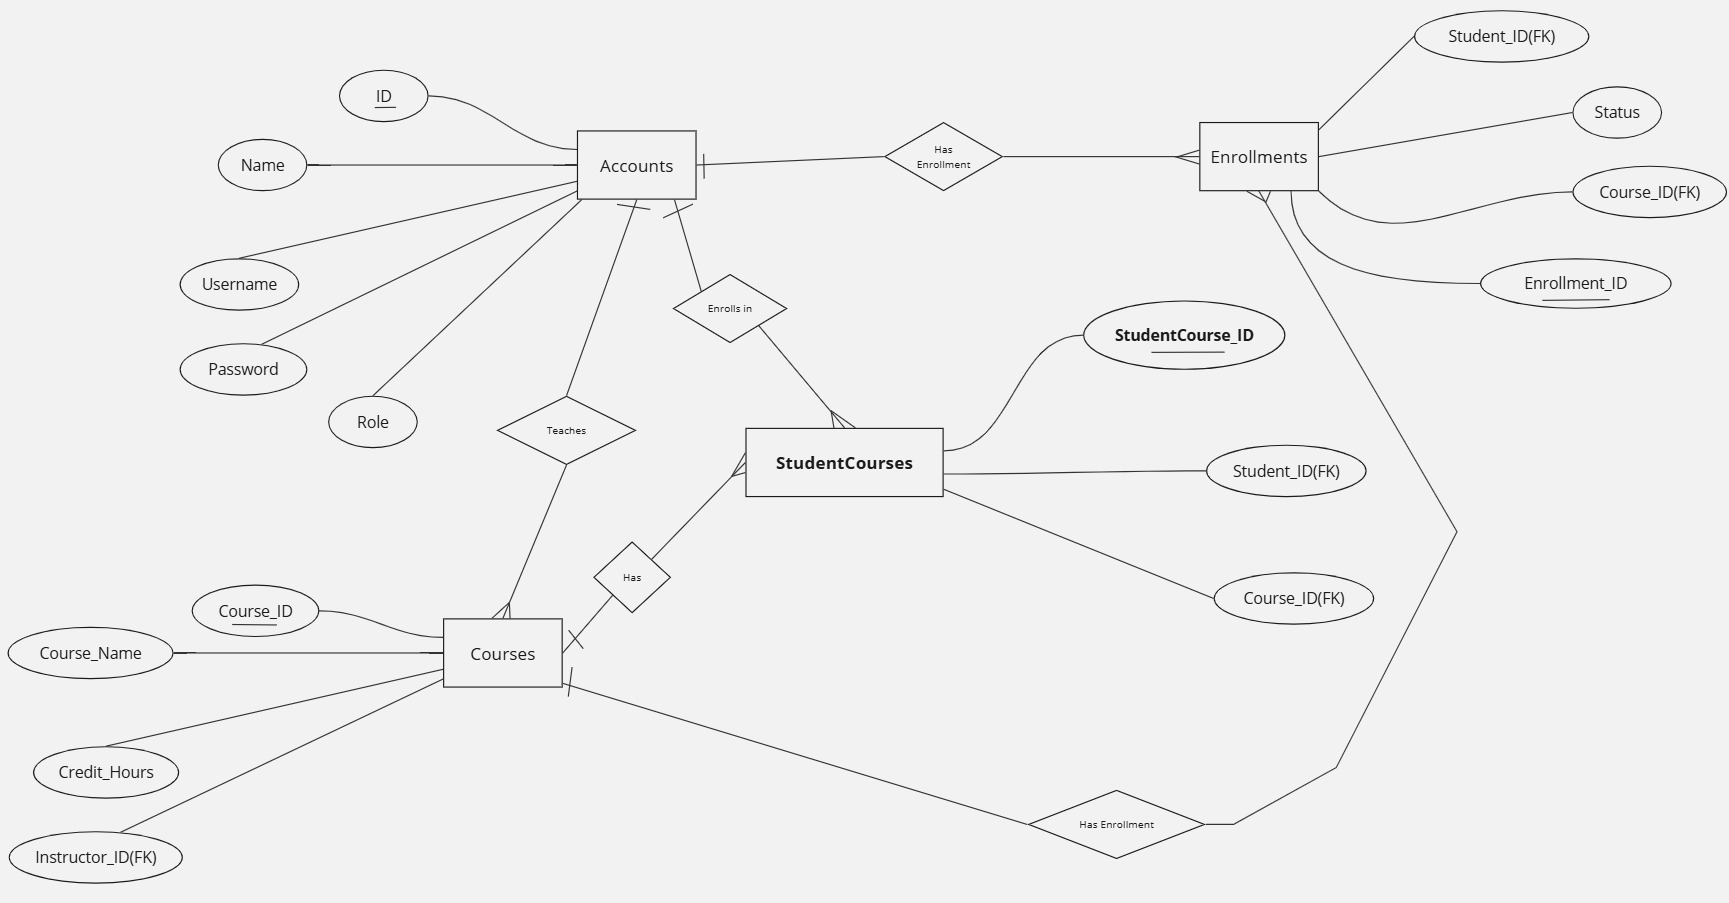 Student_ID(FK)
ID
Status
Has
Enrollment
Accounts
Enrollments
Name
Course_ID(FK)
Username
Enrollment_ID
Enrolls in
StudentCourse_ID
Password
Role
Teaches
StudentCourses
Student_ID(FK)
Has
Course_ID(FK)
Course_ID
Course_Name
Courses
Credit_Hours
Has Enrollment
Instructor_ID(FK)